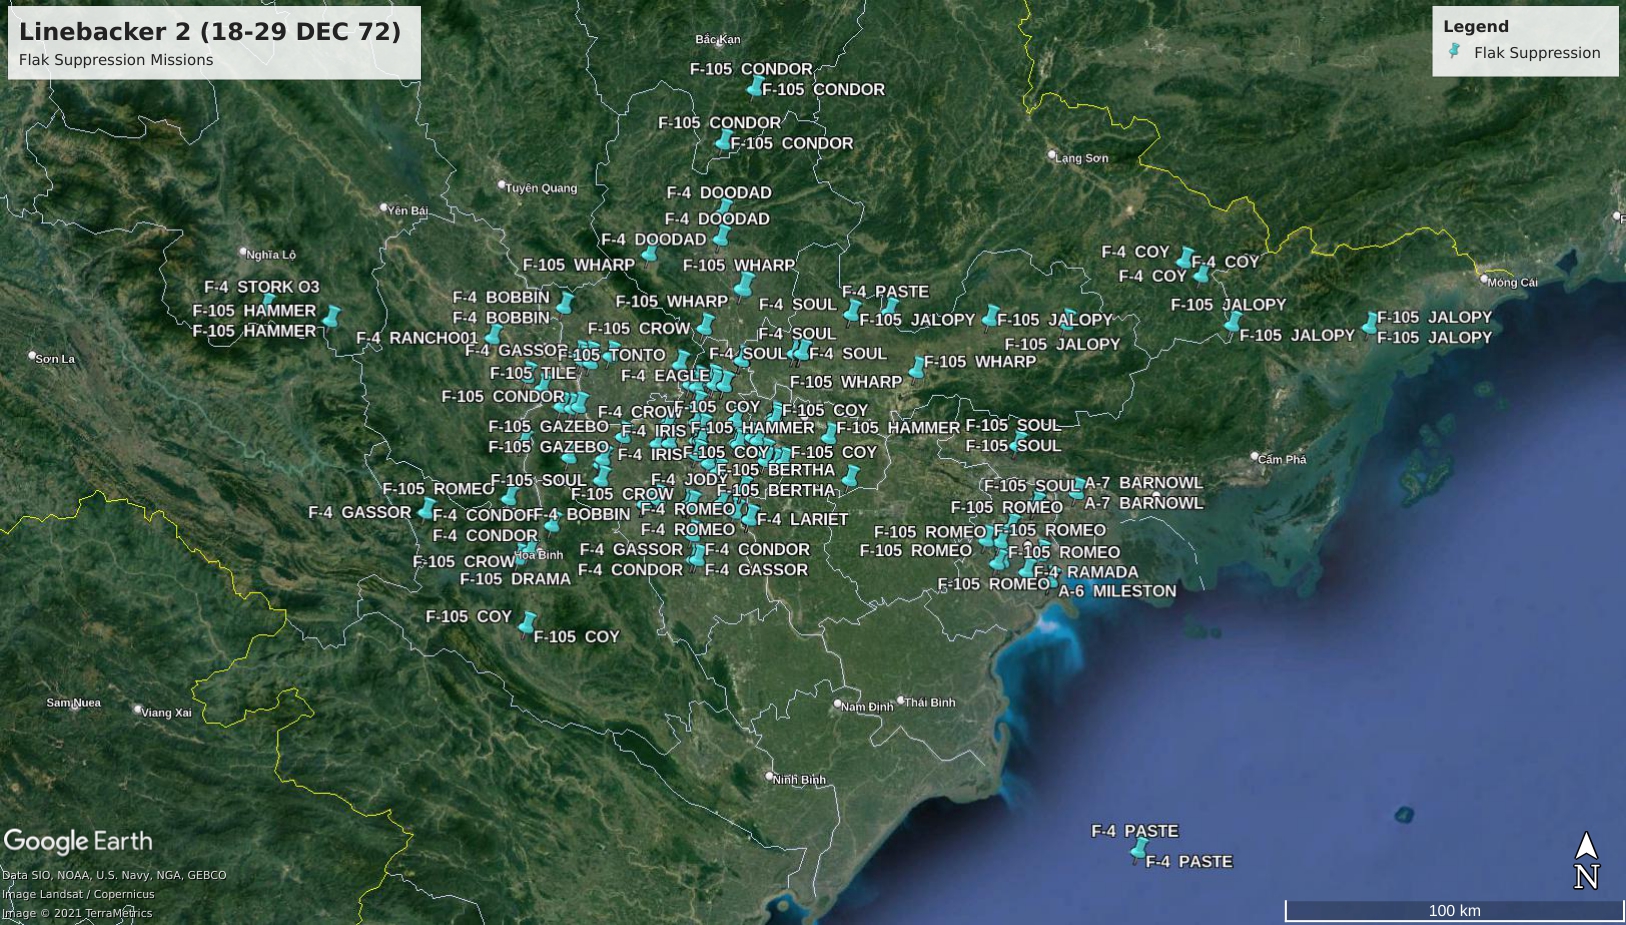 Linebacker 2 (18-29 DEC 72)
Flak Suppression Missions
Legend
Flak Suppression
Bắc Kạn
F-105 CONDOR
F-105 CONDOR
F-105 CONDOR
F-105 CONDOR
Lạng Sơn
Tuyên Quang
F-4 DOODAD
Yên Bái
F-4 DOODAD
F-4 DOODAD
Nghĩa Lộ
F-4 COY
F-4 COY
F-105 WHARP
F-105 WHARP
F-4 COY
Móng Cái
F-4 STORK 03
F-4 BOBBIN
F-105 WHARP
F-4 SOUL
F-4 PASTE
F-105 JALOPY
F-105 HAMMER
F-4 BOBBIN
F-105 JALOPY
F-105 JALOPY
F-105 JALOPY
F-105 HAMMER
F-4 RANCHO01
F-105 CROW
F-4 SOUL
F-105 JALOPY
F-105 JALOPY
F-105 JALOPY
Sơn La
F-4 GASSOR
F-105 TONTO
F-4 SOUL
F-4 SOUL
F-105 WHARP
F-105 TILE
F-4 EAGLE
F-105 WHARP
F-105 CONDOR
F-4 CROW
F-105 COY
F-105 COY
F-105 GAZEBO
F-4 IRIS
F-105 HAMMER
F-105 HAMMER
F-105 SOUL
F-105 GAZEBO
F-4 IRIS
F-105 COY
F-105 COY
F-105 SOUL
Cẩm Phả
F-105 BERTHA
F-105 SOUL
F-4 JODY
F-105 SOUL
A-7 BARNOWL
F-105 ROMEO
F-105 CROW
F-105 BERTHA
A-7 BARNOWL
F-4 GASSOR
F-4 CONDOR
F-4 BOBBIN
F-4 ROMEO
F-4 LARIET
F-105 ROMEO
F-4 CONDOR
F-4 ROMEO
F-105 ROMEO
F-105 ROMEO
Hòa Bình
F-4 GASSOR
F-4 CONDOR
F-105 ROMEO
F-105 ROMEO
F-105 CROW
F-4 CONDOR
F-4 GASSOR
F-4 RAMADA
F-105 DRAMA
F-105 ROMEO
A-6 MILESTON
F-105 COY
F-105 COY
Sam Nuea
Viang Xai
Nam Định
Thái Bình
Ninh Bình
F-4 PASTE
F-4 PASTE
Google Earth
Data SIO, NOAA, U.S. Navy, NGA, GEBCO
Image Landsat / Copernicus
Image © 2021 TerraMetrics
N
100 km